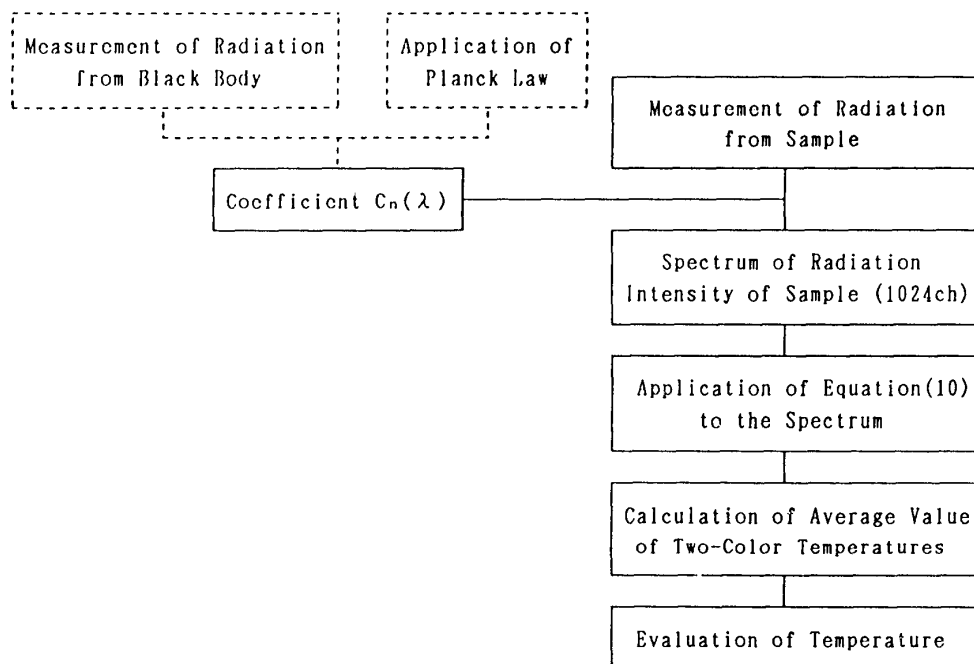 Measurement of Radiation
from Black Body
Application of
Planck Law
Measurement of Radiation
from Sample
Coefficient Cn(λ)
Spectrum of Radiation
Intensity of Sample (1024ch)
Application of Equation(10)
to the Spectrum
Calculation of Average Value
of Two-Color Temperatures
Evaluation of Temperature